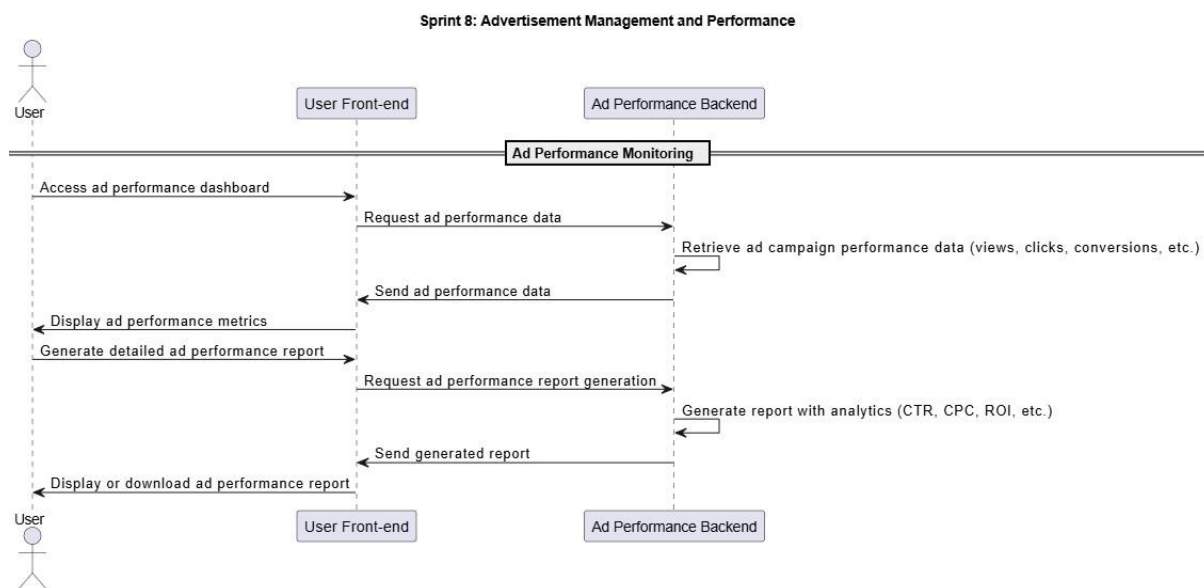 Sprint 8: Advertisement Management and Performance
User
User Front-end
Ad Performance Backend
Ad Performance Monitoring
Access ad performance dashboard
Request ad performance data
Retrieve ad campaign performance data (views, clicks, conversions, etc.)
Send ad performance data
Display ad performance metrics
Generate detailed ad performance report
Request ad performance report generation
Generate report with analytics (CTR, CPC, ROI, etc.)
Send generated report
Display or download ad performance report
User
User Front-end
Ad Performance Backend